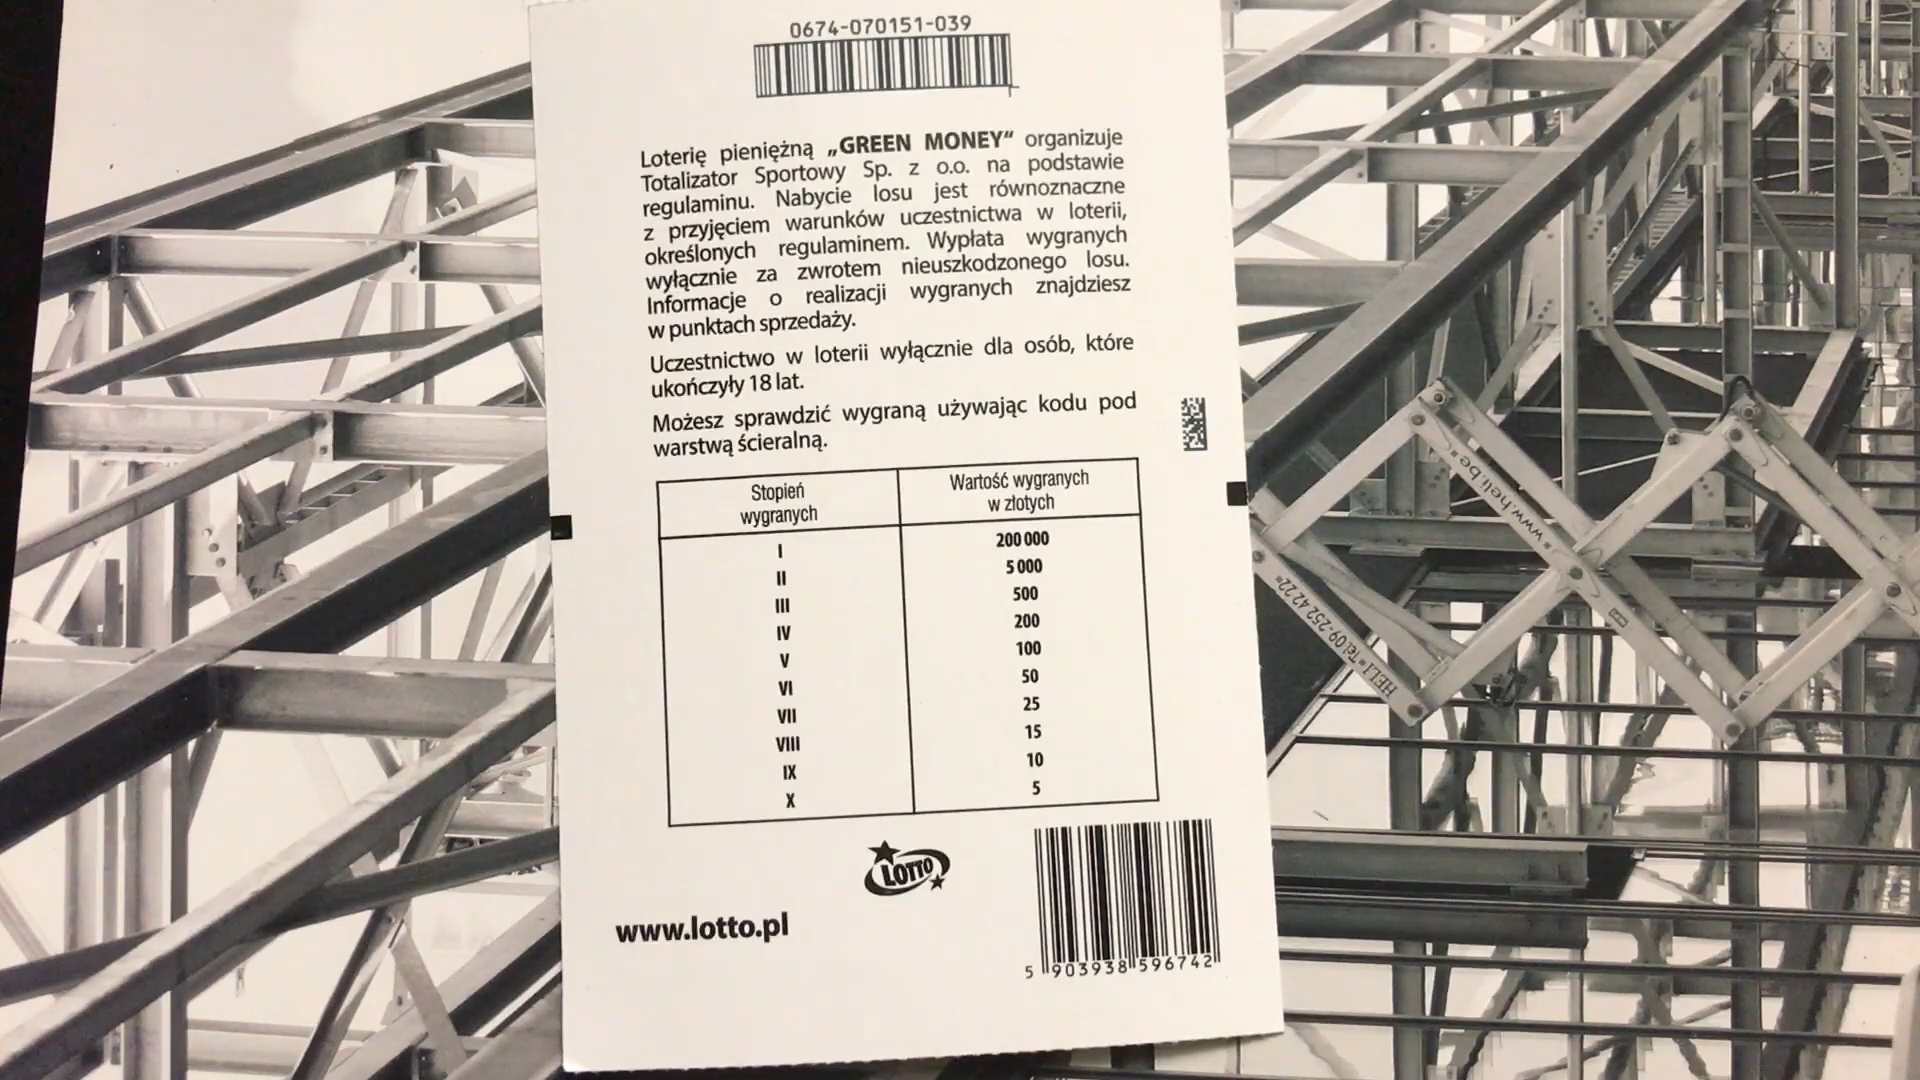 0674-070151-039
Loterię pieniężną „GREEN MONEY“ organizuje
Totalizator Sportowy Sp. z o.o. na podstawie
regulaminu. Nabycie losu jest równoznaczne
z przyjęciem warunków uczestnictwa w loterii,
określonych regulaminem. Wypłata wygranych
wyłącznie za zwrotem nieuszkodzonego losu.
Informacje o realizacji wygranych znajdziesz
w punktach sprzedaży.
Uczestnictwo w loterii wyłącznie dla osób, które
ukończyły 18 lat.
Możesz sprawdzić wygraną używając kodu pod
warstwą ścieralną.
Stopień
wygranych
Wartość wygranych
w złotych
I 200 000
II 5 000
III 500
IV 200
V 100
VI 50
VII 25
VIII 15
IX 10
X 5
LOTTO
www.lotto.pl
5 903938 596742
www.heli.be
HELI Tel 09-252 42 22